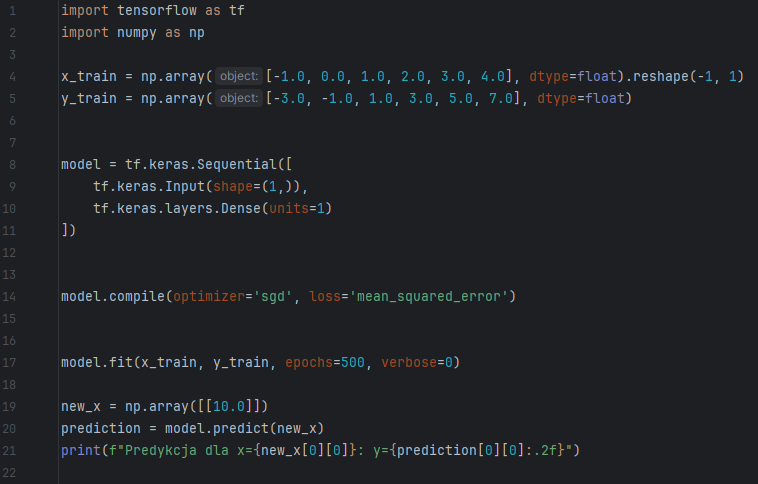 1 import tensorflow as tf
2 import numpy as np
3
4 x_train = np.array( object: [-1.0, 0.0, 1.0, 2.0, 3.0, 4.0], dtype=float).reshape(-1, 1)
5 y_train = np.array( object: [-3.0, -1.0, 1.0, 3.0, 5.0, 7.0], dtype=float)
6
7
8 model = tf.keras.Sequential([
9     tf.keras.Input(shape=(1,)),
10     tf.keras.layers.Dense(units=1)
11 ])
12
13
14 model.compile(optimizer='sgd', loss='mean_squared_error')
15
16
17 model.fit(x_train, y_train, epochs=500, verbose=0)
18
19 new_x = np.array([[10.0]])
20 prediction = model.predict(new_x)
21 print(f"Predykcja dla x={new_x[0][0]}: y={prediction[0][0]:.2f}")
22